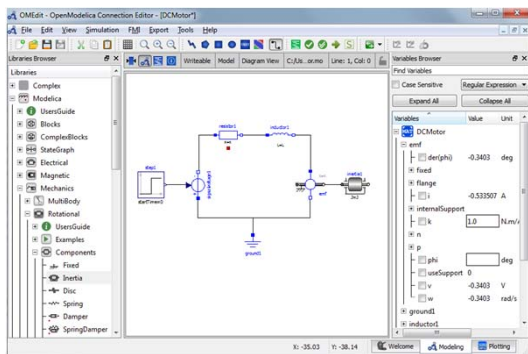 OMEdit - OpenModelica Connection Editor - [DCMotor*]
File Edit View Simulation FMI Export Tools Help
Writeable Model Diagram View C:/Us.. or.mo Line: 1, Col: 0
Libraries Browser
Libraries
Complex
Modelica
UsersGuide
Blocks
ComplexBlocks
StateGraph
Electrical
Magnetic
Mechanics
MultiBody
Rotational
UsersGuide
Examples
Components
Fixed
Inertia
Disc
Spring
Damper
SpringDamper
resistor1
inductor1
step1
startTime=0
emf
inertia1
ground1
Variables Browser
Find Variables
Case Sensitive Regular Expression
Expand All Collapse All
Variables Value Unit
DCMotor
emf
der(phi) -0.3403 deg
fixed
flange
i -0.533507 A
internalSupport
k 1.0 N.m/
n
p
phi deg
useSupport 0
v -0.3403 V
w -0.3403 rad/s
ground1
inductor1
X: -35.03 Y: -38.14 Welcome Modeling Plotting